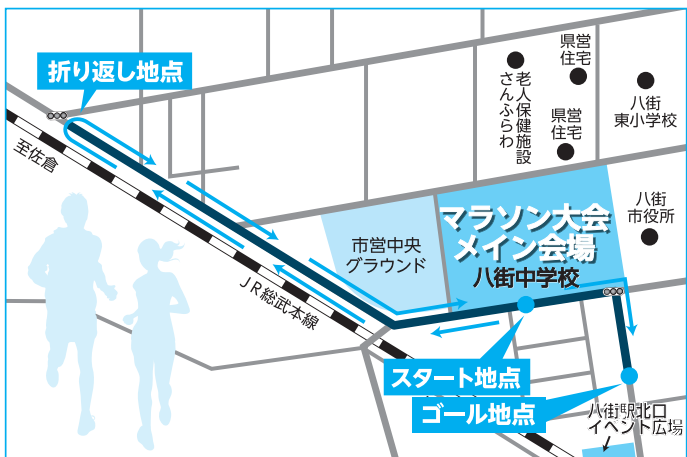 折り返し地点
至佐倉
JR総武本線
老人保健施設
さんふらわ
県営
住宅
県営
住宅
八街
東小学校
八街
市役所
マラソン大会
メイン会場
八街中学校
市営中央
グラウンド
スタート地点
ゴール地点
八街駅北口
イベント広場